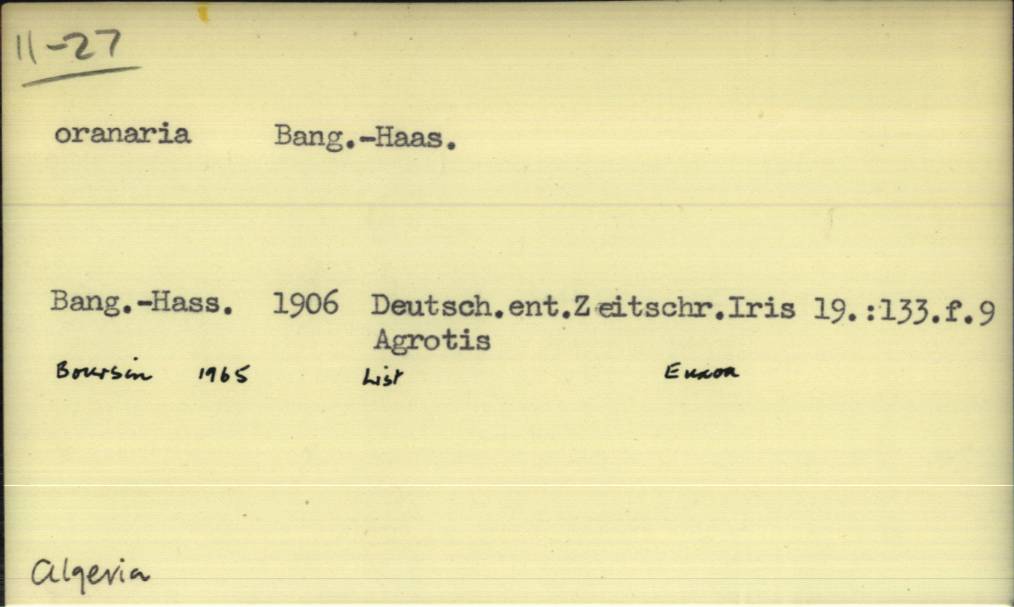 11-27
oranaria Bang.-Haas.
Bang.-Hass. 1906 Deutsch.ent.Zeitschr.Iris 19.:133.f.9
Agrotis
Boursin 1965 List Euxoa
Algeria